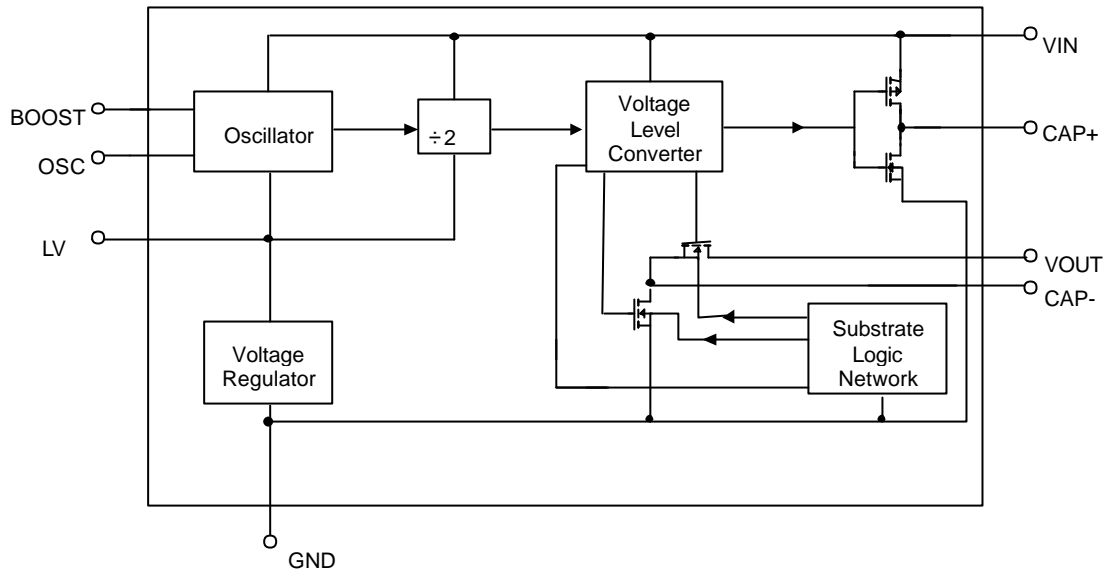 VIN
BOOST
Oscillator
÷2
Voltage
Level
Converter
CAP+
OSC
LV
VOUT
CAP-
Voltage
Regulator
Substrate
Logic
Network
GND